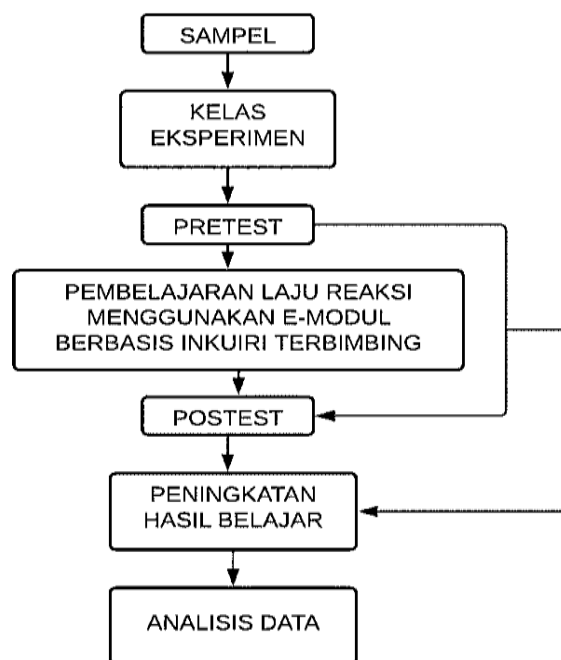 SAMPEL
KELAS
EKSPERIMEN
PRETEST
PEMBELAJARAN LAJU REAKSI
MENGGUNAKAN E-MODUL
BERBASIS INKUIRI TERBIMBING
POSTEST
PENINGKATAN
HASIL BELAJAR
ANALISIS DATA